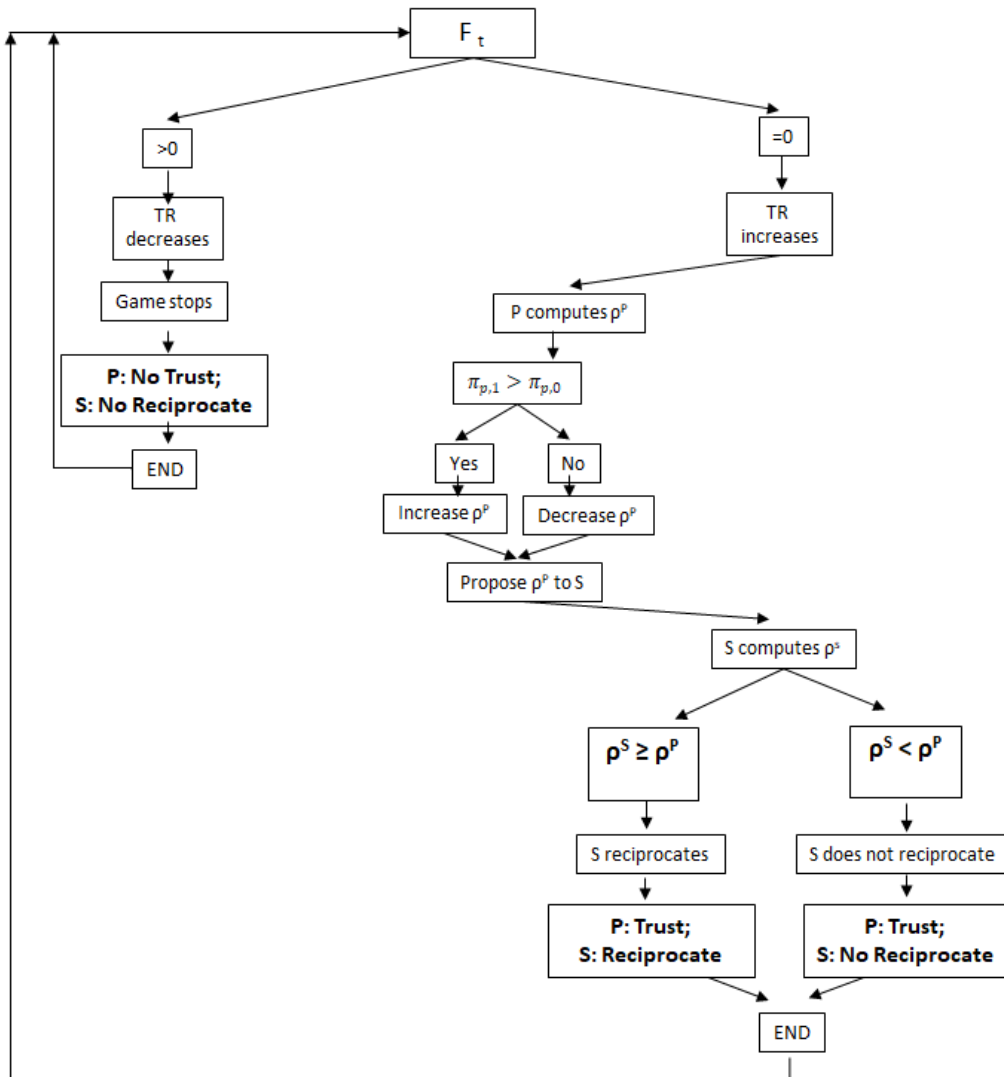 F t
>0
=0
TR
decreases
TR
increases
Game stops
P computes ρᴾ
P: No Trust;
S: No Reciprocate
π𝑝,1 > π𝑝,0
END
Yes
No
Increase ρᴾ
Decrease ρᴾ
Propose ρᴾ to S
S computes ρˢ
ρS ≥ ρP
ρS < ρP
S reciprocates
S does not reciprocate
P: Trust;
S: Reciprocate
P: Trust;
S: No Reciprocate
END